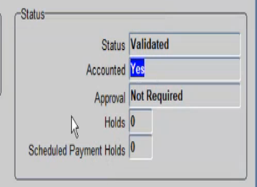 Status
Status Validated
Accounted Yes
Approval Not Required
Holds 0
Scheduled Payment Holds 0